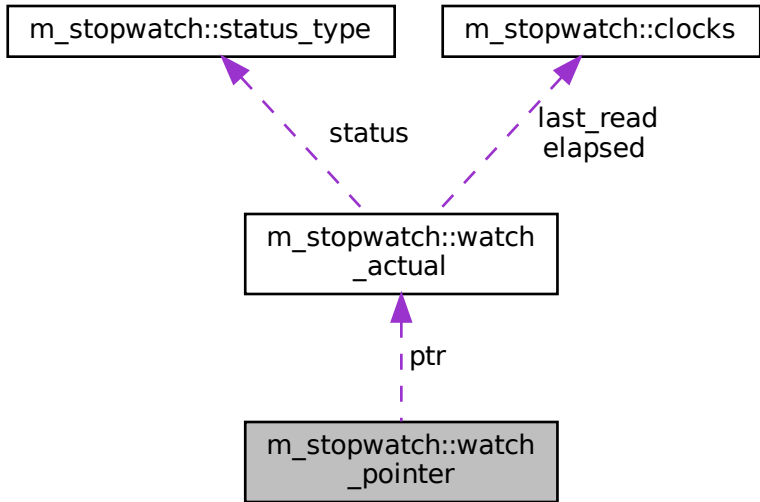 m_stopwatch::status_type
m_stopwatch::clocks
status
last_read
elapsed
m_stopwatch::watch
_actual
ptr
m_stopwatch::watch
_pointer